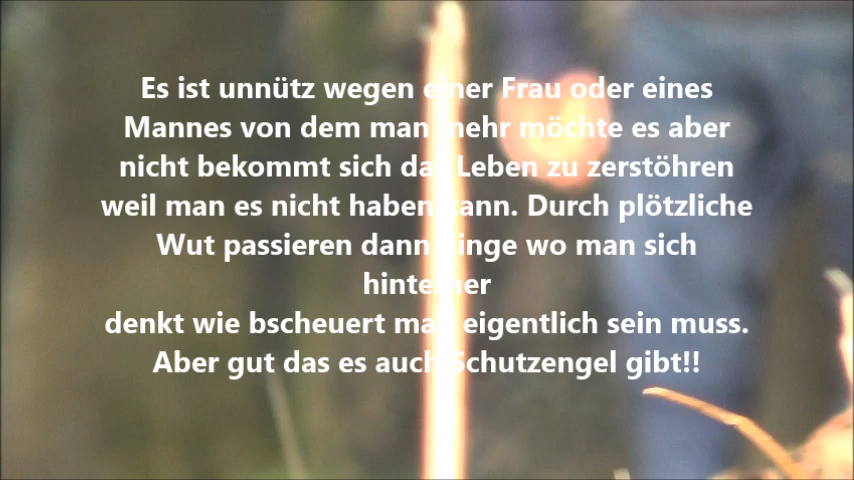 Es ist unnütz wegen einer Frau oder eines
Mannes von dem man mehr möchte es aber
nicht bekommt sich das Leben zu zerstöhren
weil man es nicht haben kann. Durch plötzliche
Wut passieren dann Dinge wo man sich
hinterher
denkt wie bscheuert man eigentlich sein muss.
Aber gut das es auch Schutzengel gibt!!